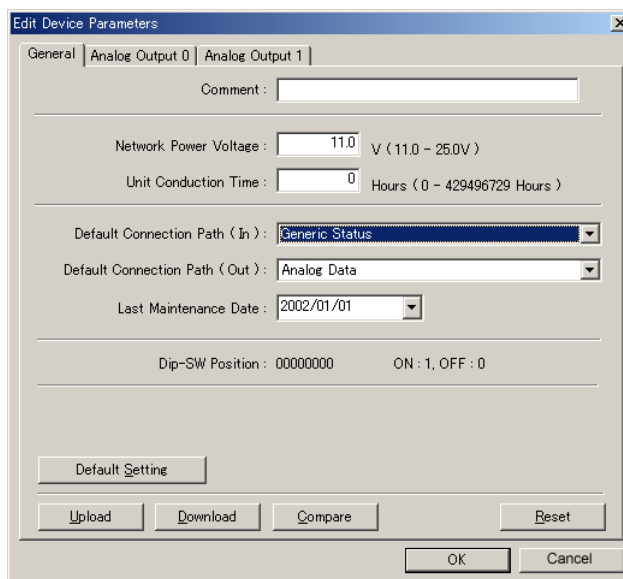 Edit Device Parameters
General Analog Output 0 Analog Output 1
Comment :
Network Power Voltage : 11.0 V ( 11.0 - 25.0V )
Unit Conduction Time : 0 Hours ( 0 - 429496729 Hours )
Default Connection Path ( In ) : Generic Status
Default Connection Path ( Out ) : Analog Data
Last Maintenance Date : 2002/01/01
Dip-SW Position : 00000000 ON : 1, OFF : 0
Default Setting
Upload Download Compare Reset
OK Cancel